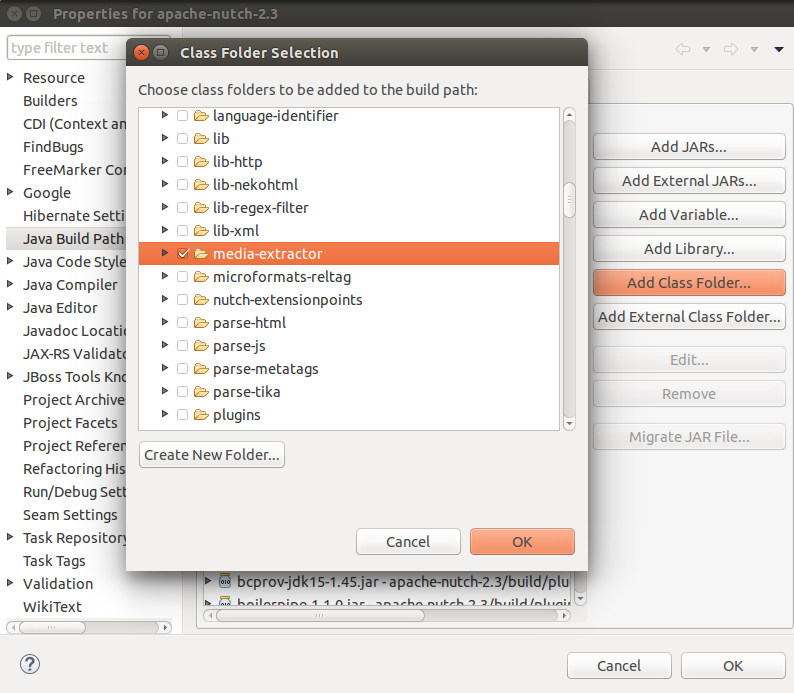 Properties for apache-nutch-2.3
type filter text
Resource
Builders
CDI (Context an
FindBugs
FreeMarker Co
Google
Hibernate Setti
Java Build Path
Java Code Style
Java Compiler
Java Editor
Javadoc Locatio
JAX-RS Validato
JBoss Tools Kno
Project Archive
Project Facets
Project Referen
Refactoring His
Run/Debug Sett
Seam Settings
Task Repository
Task Tags
Validation
WikiText
Class Folder Selection
Choose class folders to be added to the build path:
language-identifier
lib
lib-http
lib-nekohtml
lib-regex-filter
lib-xml
media-extractor
microformats-reltag
nutch-extensionpoints
parse-html
parse-js
parse-metatags
parse-tika
plugins
Create New Folder...
Cancel
OK
Add JARs...
Add External JARs...
Add Variable...
Add Library...
Add Class Folder...
Add External Class Folder...
Edit...
Remove
Migrate JAR File...
bcprov-jdk15-1.45.jar - apache-nutch-2.3/build/plu
boilerpipe-1.1.0.jar - apache-nutch-2.3/build/plugin
?
Cancel
OK